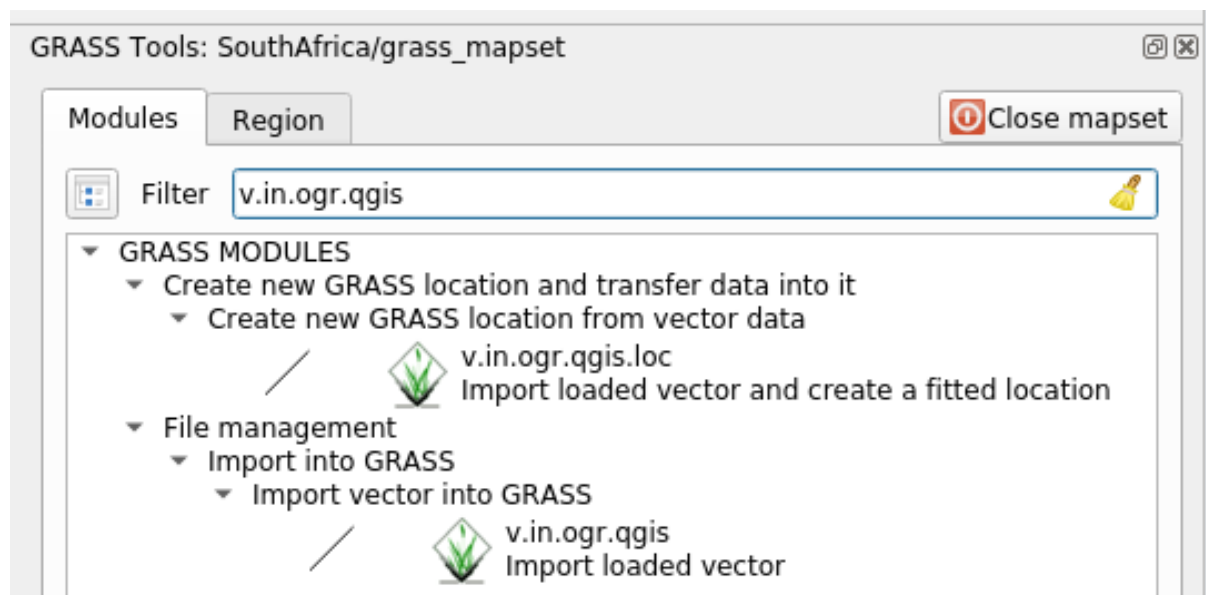 GRASS Tools: SouthAfrica/grass_mapset
Modules
Region
Close mapset
Filter
v.in.ogr.qgis
GRASS MODULES
Create new GRASS location and transfer data into it
Create new GRASS location from vector data
v.in.ogr.qgis.loc
Import loaded vector and create a fitted location
File management
Import into GRASS
Import vector into GRASS
v.in.ogr.qgis
Import loaded vector